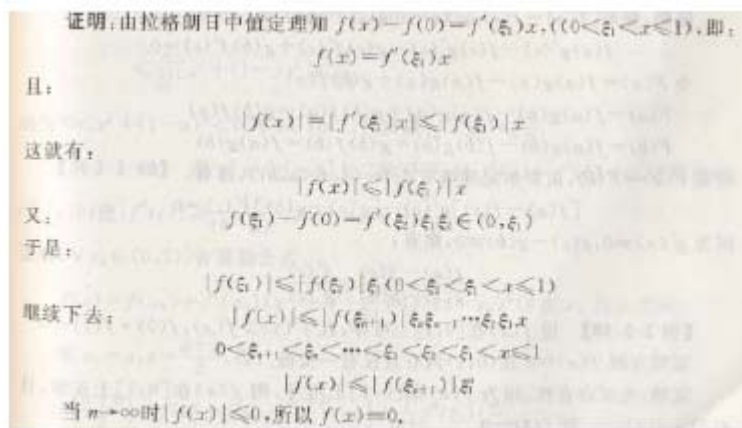 证明:由拉格朗日中值定理知 f(x)-f(0)=f′(ξ₁)x,((0<ξ₁<x≤1),即:
f(x)=f′(ξ₁)x
且:
|f(x)|=|f′(ξ₁)x|≤|f(ξ₁)|x
这就有:
|f(x)|≤|f(ξ₁)|x
又: f(ξ₁)-f(0)=f′(ξ₂)ξ₁ξ₂∈(0,ξ₁)
于是:
|f(ξ₁)|≤|f(ξ₂)|ξ₁(0<ξ₂<ξ₁<x≤1)
继续下去: |f(x)|≤|f(ξₙ₊₁)|ξₙξₙ₋₁…ξ₂ξ₁x
0<ξₙ₊₁<ξₙ<…≤ξ₃<ξ₂<ξ₁<x≤1
|f(x)|≤|f(ξₙ₊₁)|ξ₁ⁿ
当 n→∞时|f(x)|≤0,所以 f(x)=0.